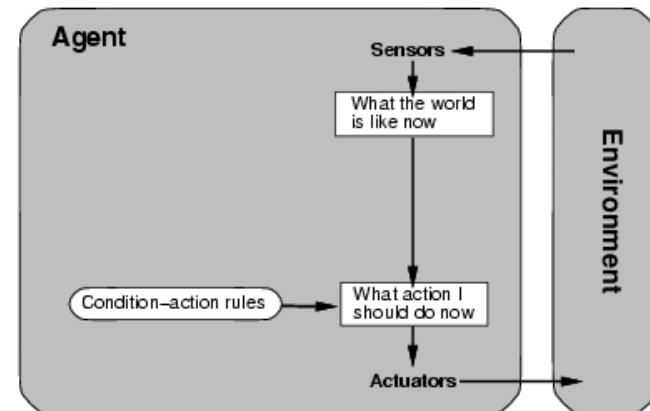 Agent
Sensors
What the world
is like now
Environment
Condition–action rules
What action I
should do now
Actuators